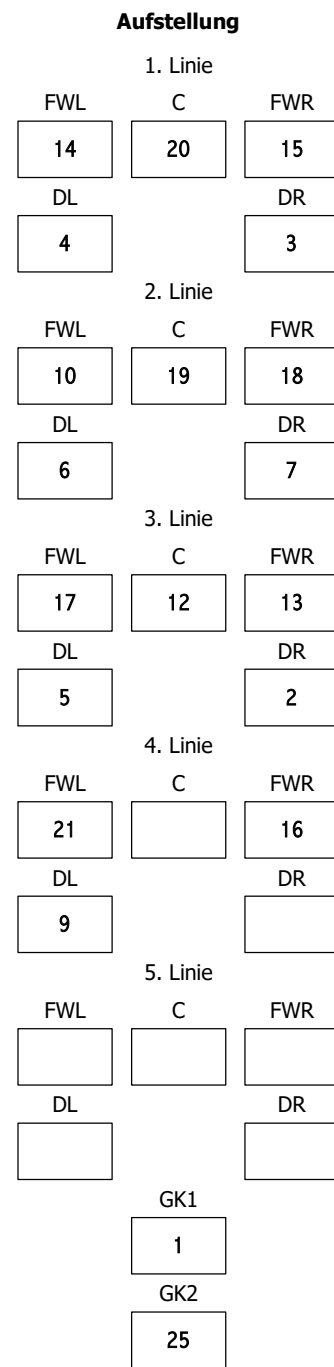 Aufstellung
1. Linie
FWL C FWR
14 20 15
DL DR
4 3
2. Linie
FWL C FWR
10 19 18
DL DR
6 7
3. Linie
FWL C FWR
17 12 13
DL DR
5 2
4. Linie
FWL C FWR
21 16
DL DR
9
5. Linie
FWL C FWR
DL DR
GK1
1
GK2
25